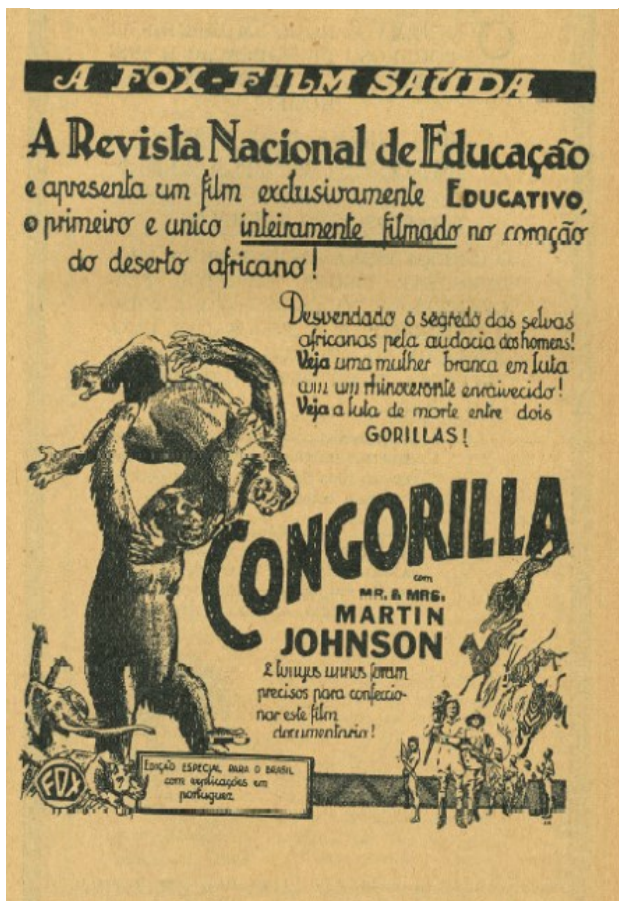 A FOX-FILM SAÚDA
A Revista Nacional de Educação
e apresenta um film exclusivamente EDUCATIVO,
o primeiro e unico inteiramente filmado no coração
do deserto africano!
Desvendado o segredo das selvas
africanas pela audacia dos homens!
Veja uma mulher branca em luta
com um rhinoceronte enraivecido!
Veja a luta de morte entre dois
GORILLAS!
CONGORILLA
com
MR. & MRS.
MARTIN
JOHNSON
2 longos annos foram
precisos para confeccio-
nar este film
documentario!
EDIÇÃO ESPECIAL PARA O BRASIL
com explicações em
portuguez
FOX